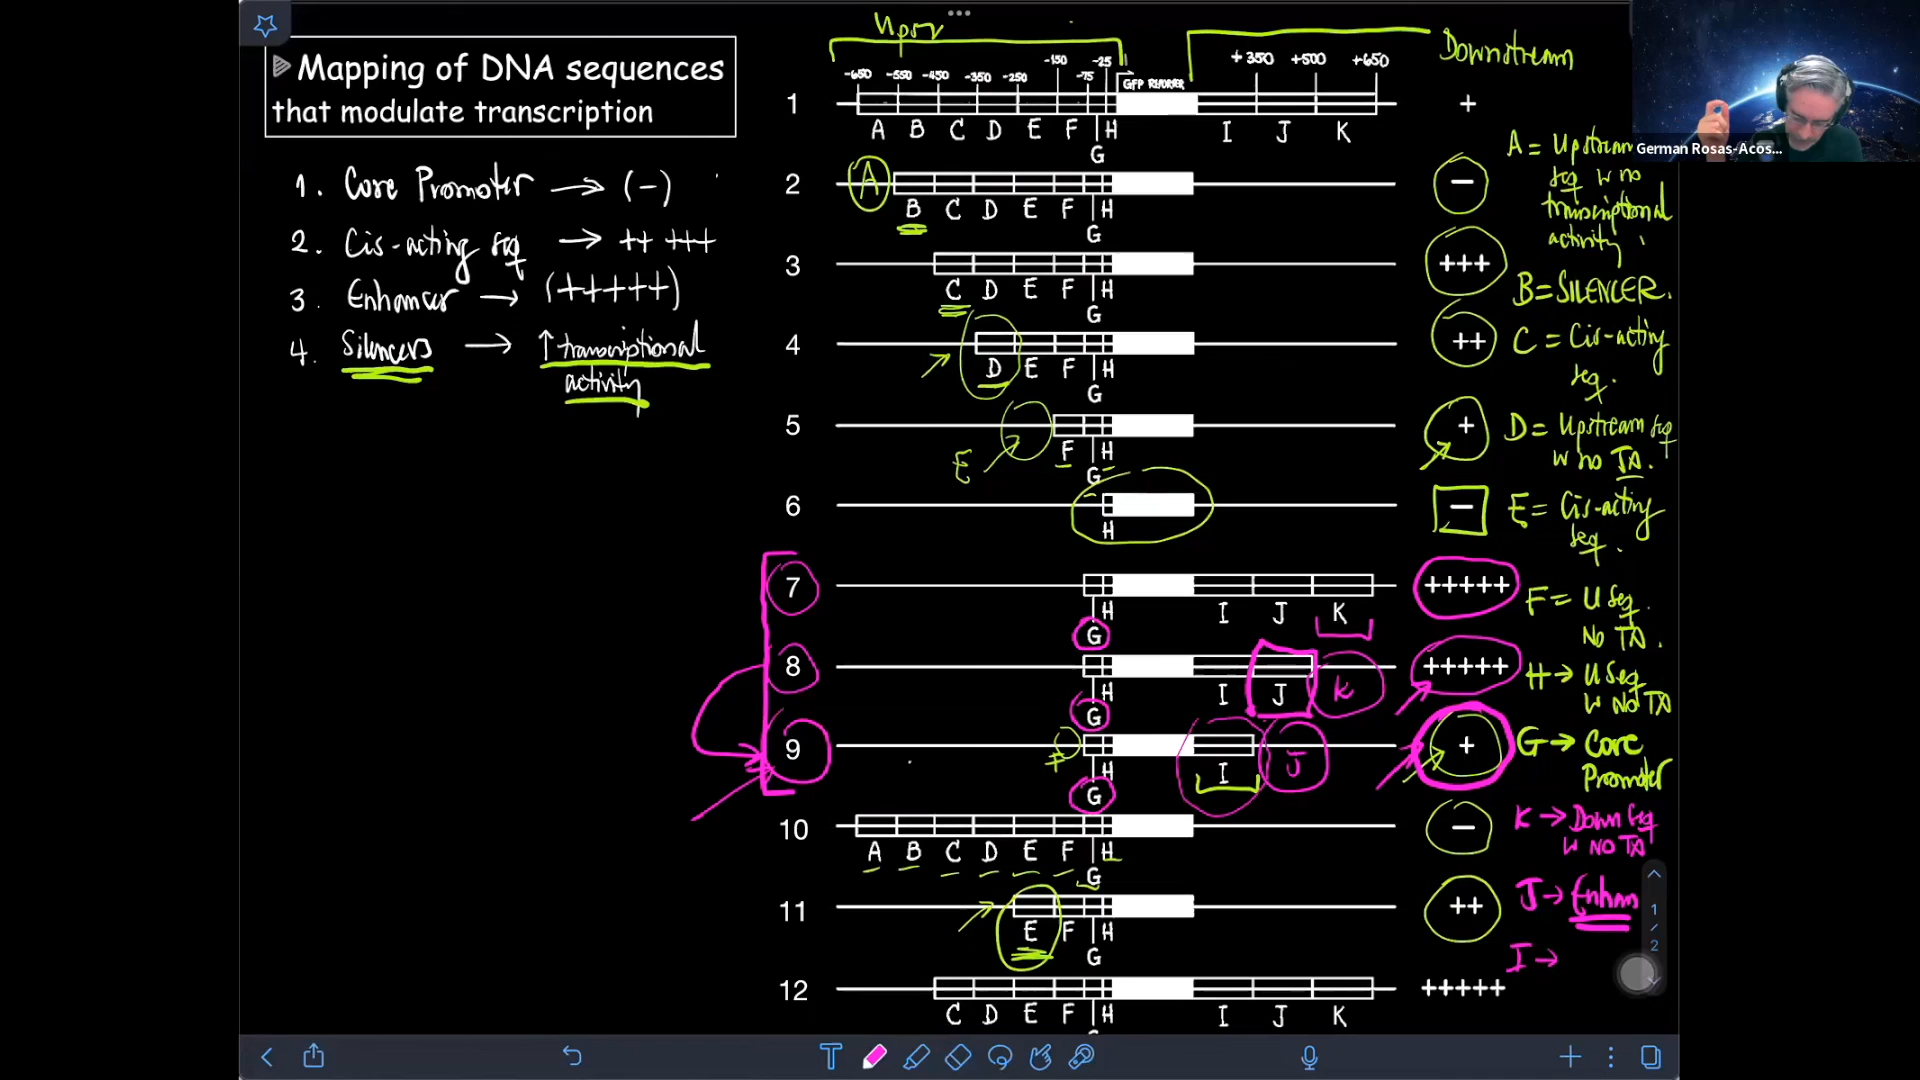 Mapping of DNA sequences
that modulate transcription
1. Core Promoter → (-)
2. Cis-acting seq → ++ +++
3. Enhancer → (+++++)
4. Silencers → ↑ transcriptional
activity
Downstream
-650 -550 -450 -350 -250 -150 -75 -25 GFP REPORTER +350 +500 +650
1 +
A B C D E F H I J K
G
2 A −
B C D E F H
G
3 +++
C D E F H
G
4 ++
D E F H
G
5 +
E F H
G
6 −
H
7 +++++
H I J K
G
8 +++++
H I J K
G
9 +
F H I J
G
10 −
A B C D E F H
G
11 ++
E F H
G
12 +++++
C D E F H I J K
A = Upstream
seq w no
transcriptional
activity
B = SILENCER.
C = Cis-acting
seq.
D = Upstream seq
w no TA.
E = Cis-acting
seq.
F = U seq.
No TA.
H → U seq
w No TA
G → Core
Promoter
K → Down seq
w NO TA
J → Enhan
I →
German Rosas-Acos...
1
/
2
T